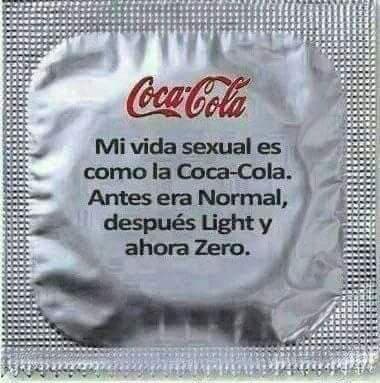 Coca-Cola
Mi vida sexual es
como la Coca-Cola.
Antes era Normal,
después Light y
ahora Zero.